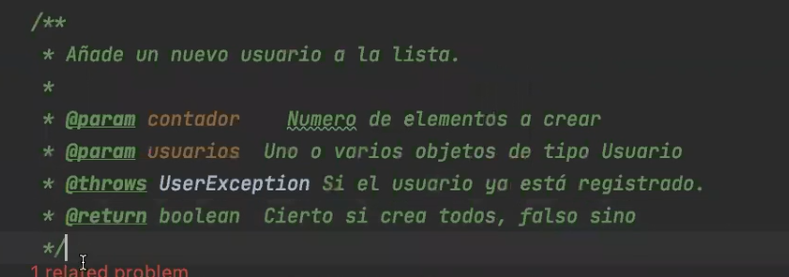 /**
* Añade un nuevo usuario a la lista.
*
* @param contador    Numero de elementos a crear
* @param usuarios  Uno o varios objetos de tipo Usuario
* @throws UserException Si el usuario ya está registrado.
* @return boolean  Cierto si crea todos, falso sino
*/
1 related problem